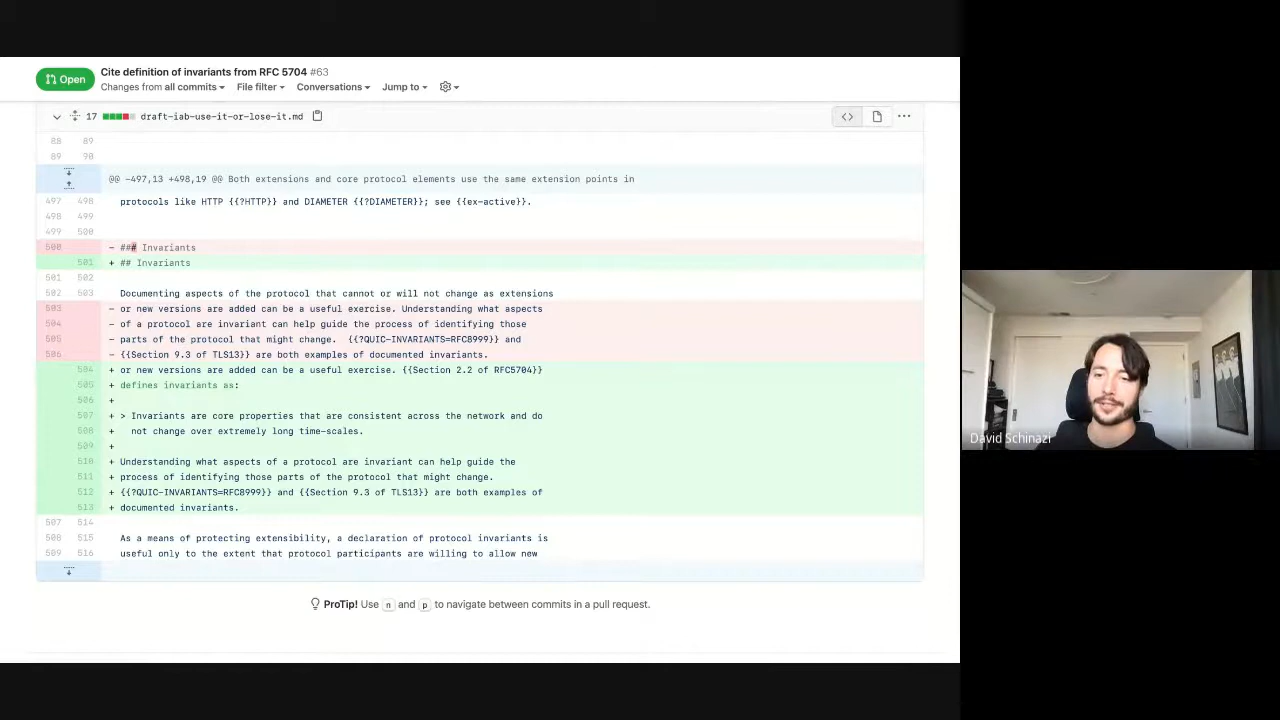 Open
Cite definition of invariants from RFC 5704 #63
Changes from all commits
File filter
Conversations
Jump to
17 draft-iab-use-it-or-lose-it.md
88 89
89 90
@@ -497,13 +498,19 @@ Both extensions and core protocol elements use the same extension points in
497 498 protocols like HTTP {{?HTTP}} and DIAMETER {{?DIAMETER}}; see {{ex-active}}.
498 499
499 500
500 - ### Invariants
501 + ## Invariants
501 502
502 503 Documenting aspects of the protocol that cannot or will not change as extensions
503 - or new versions are added can be a useful exercise. Understanding what aspects
504 - of a protocol are invariant can help guide the process of identifying those
505 - parts of the protocol that might change.  {{?QUIC-INVARIANTS=RFC8999}} and
506 - {{Section 9.3 of TLS13}} are both examples of documented invariants.
504 + or new versions are added can be a useful exercise. {{Section 2.2 of RFC5704}}
505 + defines invariants as:
506 +
507 + > Invariants are core properties that are consistent across the network and do
508 + not change over extremely long time-scales.
509 +
510 + Understanding what aspects of a protocol are invariant can help guide the
511 + process of identifying those parts of the protocol that might change.
512 + {{?QUIC-INVARIANTS=RFC8999}} and {{Section 9.3 of TLS13}} are both examples of
513 + documented invariants.
507 514
508 515 As a means of protecting extensibility, a declaration of protocol invariants is
509 516 useful only to the extent that protocol participants are willing to allow new
ProTip! Use n and p to navigate between commits in a pull request.
David Schinazi